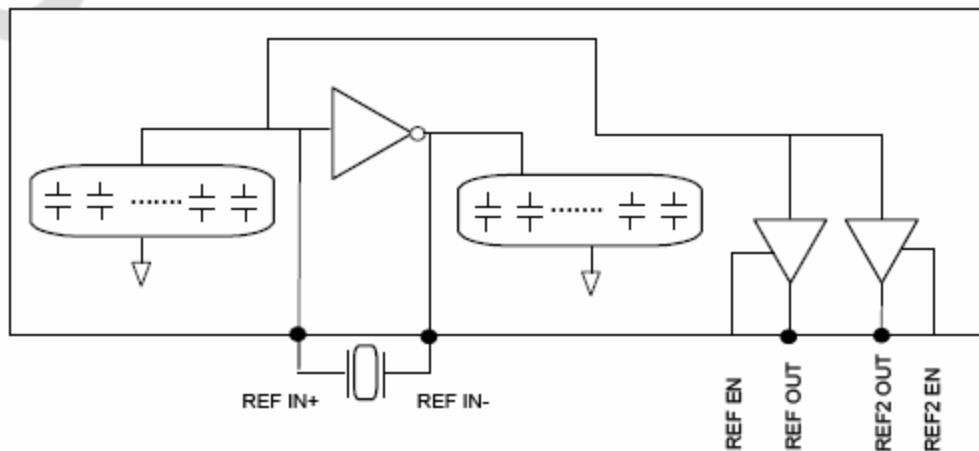 REF IN+
REF IN-
REF EN
REF OUT
REF2 OUT
REF2 EN